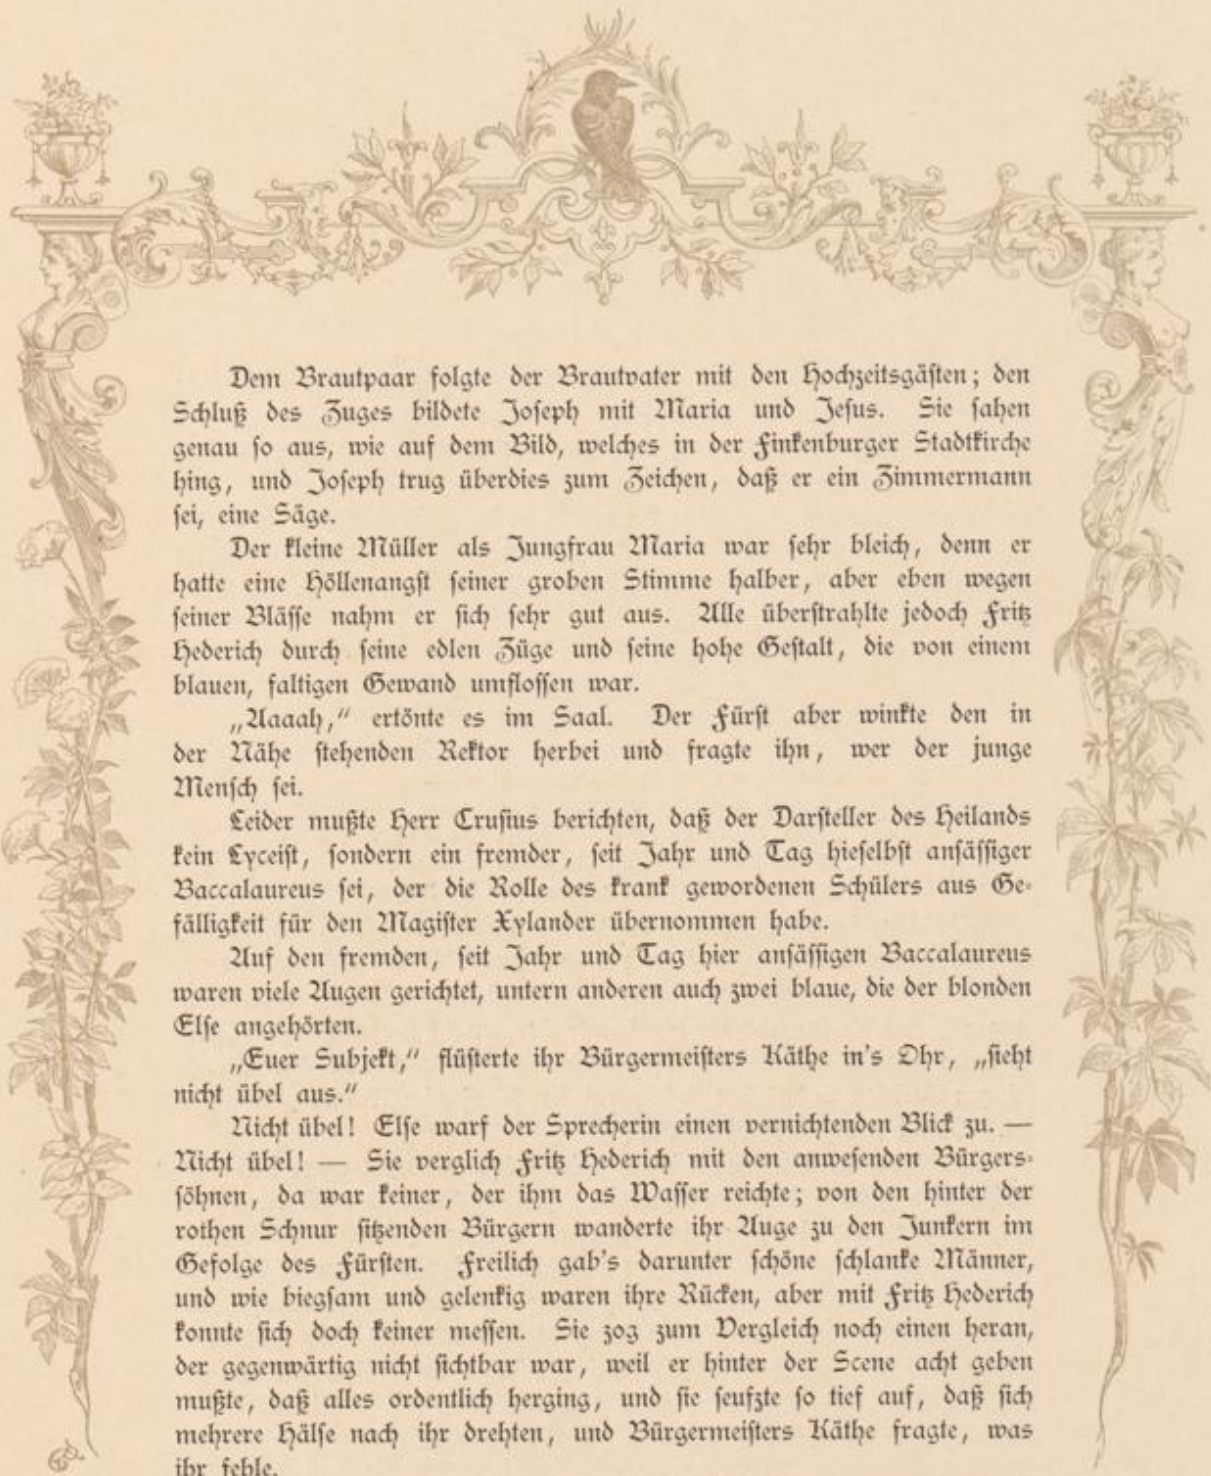 Dem Brautpaar folgte der Brautvater mit den Hochzeitsgästen; den
Schluß des Zuges bildete Joseph mit Maria und Jesus. Sie sahen
genau so aus, wie auf dem Bild, welches in der Finkenburger Stadtkirche
hing, und Joseph trug überdies zum Zeichen, daß er ein Zimmermann
sei, eine Säge.
Der kleine Müller als Jungfrau Maria war sehr bleich, denn er
hatte eine Höllenangst seiner groben Stimme halber, aber eben wegen
seiner Blässe nahm er sich sehr gut aus. Alle überstrahlte jedoch Fritz
Hederich durch seine edlen Züge und seine hohe Gestalt, die von einem
blauen, faltigen Gewand umflossen war.
„Aaaah,“ ertönte es im Saal. Der Fürst aber winkte den in
der Nähe stehenden Rektor herbei und fragte ihn, wer der junge
Mensch sei.
Leider mußte Herr Crusius berichten, daß der Darsteller des Heilands
kein Lyceist, sondern ein fremder, seit Jahr und Tag hieselbst ansässiger
Baccalaureus sei, der die Rolle des krank gewordenen Schülers aus Ge-
fälligkeit für den Magister Xylander übernommen habe.
Auf den fremden, seit Jahr und Tag hier ansässigen Baccalaureus
waren viele Augen gerichtet, untern anderen auch zwei blaue, die der blonden
Else angehörten.
„Euer Subjekt,“ flüsterte ihr Bürgermeisters Käthe in's Ohr, „sieht
nicht übel aus.“
Nicht übel! Else warf der Sprecherin einen vernichtenden Blick zu. —
Nicht übel! — Sie verglich Fritz Hederich mit den anwesenden Bürgers-
söhnen, da war keiner, der ihm das Wasser reichte; von den hinter der
rothen Schnur sitzenden Bürgern wanderte ihr Auge zu den Junkern im
Gefolge des Fürsten. Freilich gab's darunter schöne schlanke Männer,
und wie biegsam und gelenkig waren ihre Rücken, aber mit Fritz Hederich
konnte sich doch keiner messen. Sie zog zum Vergleich noch einen heran,
der gegenwärtig nicht sichtbar war, weil er hinter der Scene acht geben
mußte, daß alles ordentlich herging, und sie seufzte so tief auf, daß sich
mehrere Hälse nach ihr drehten, und Bürgermeisters Käthe fragte, was
ihr fehle.